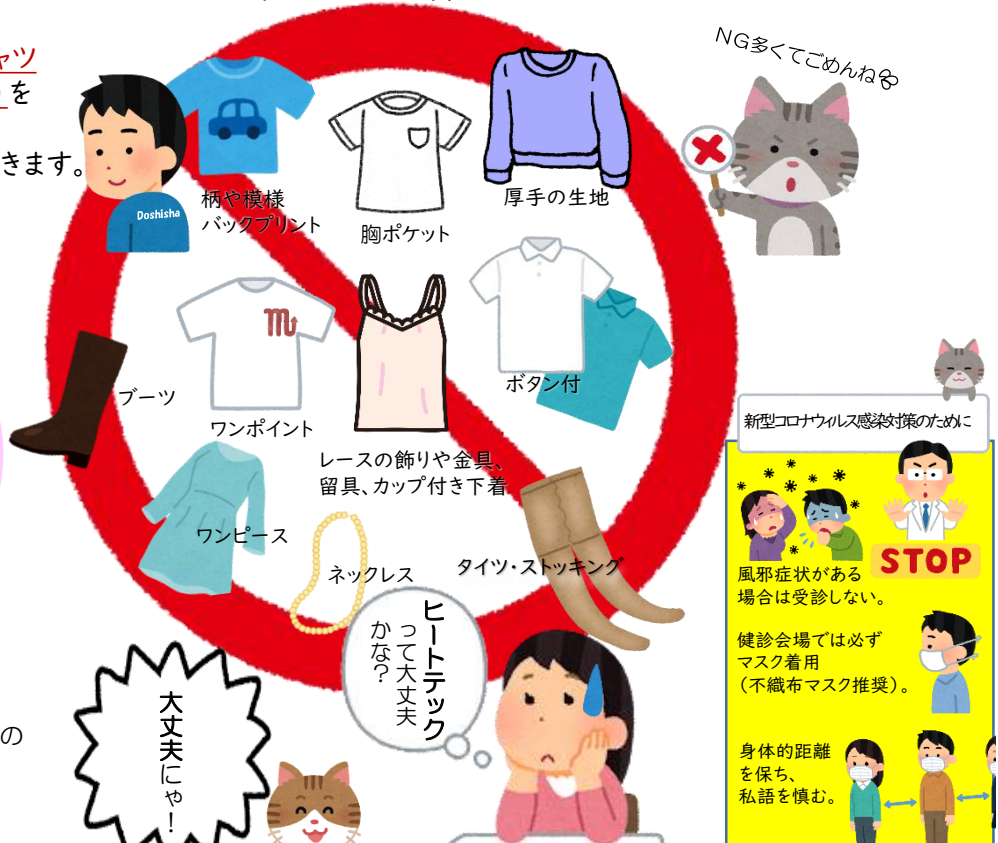 ャツ
を
きます。
Doshisha
柄や模様
バックプリント
胸ポケット
厚手の生地
NG多くてごめんね
ブーツ
ワンポイント
レースの飾りや金具、
留具、カップ付き下着
ボタン付
ワンピース
ネックレス
タイツ・ストッキング
ヒートテック
って大丈夫
かな?
大丈夫にゃ!
の
新型コロナウィルス感染対策のために
STOP
風邪症状がある
場合は受診しない。
健診会場では必ず
マスク着用
(不織布マスク推奨)。
身体的距離
を保ち、
私語を慎む。